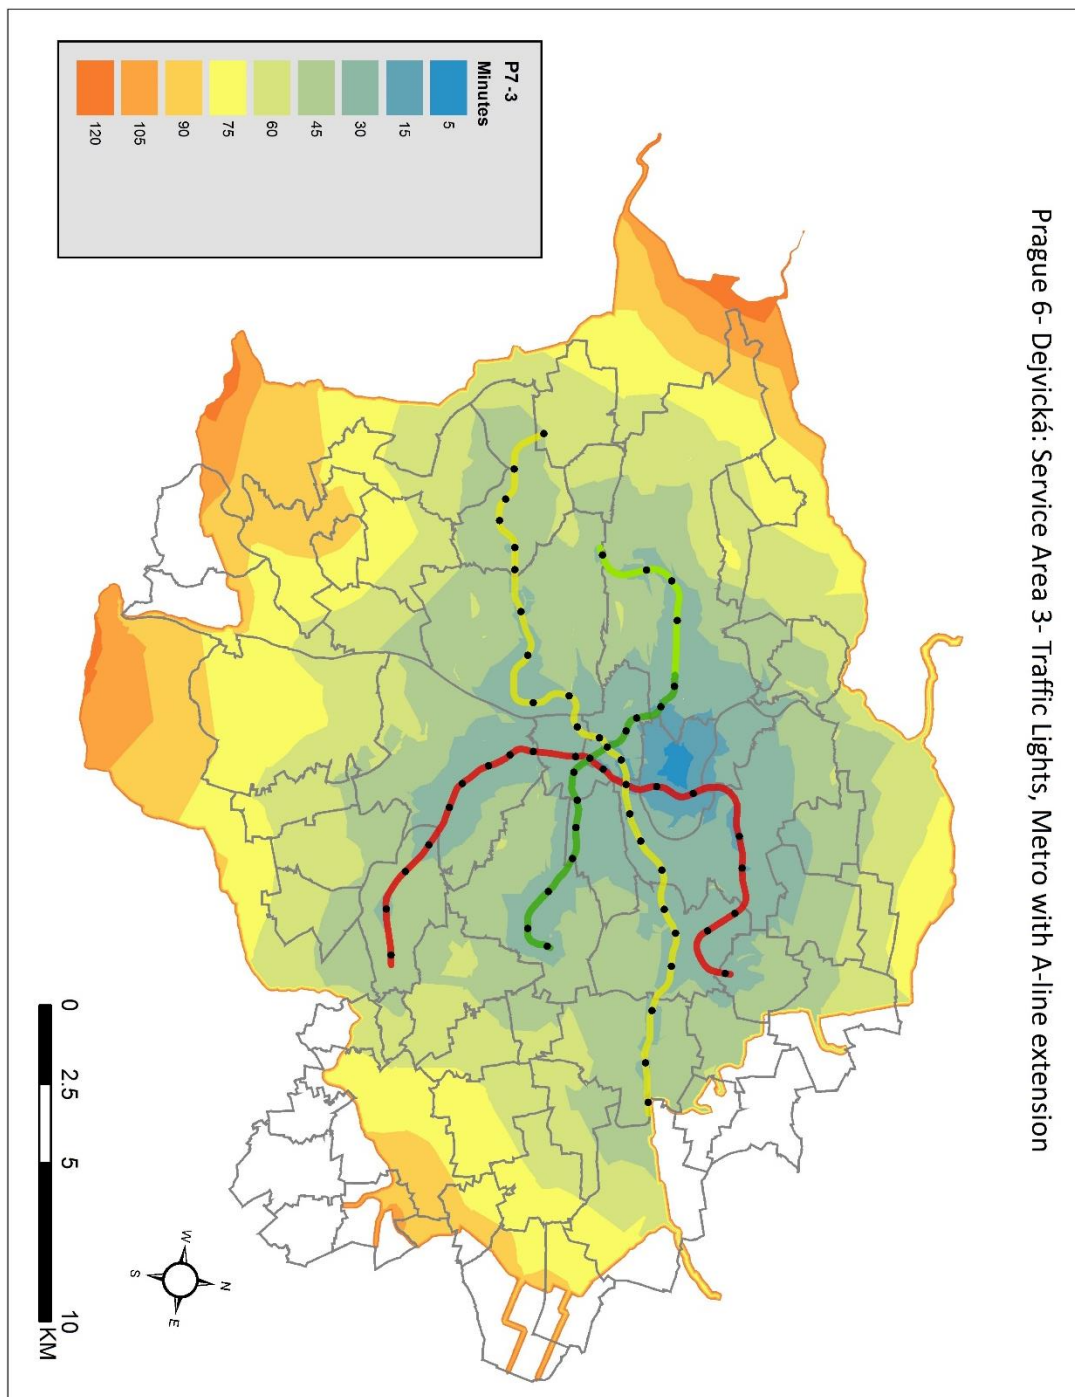 Prague 6- Dejvická: Service Area 3- Traffic Lights, Metro with A-line extension
P7 -3
Minutes
5
15
30
45
60
75
90
105
120
0 2.5 5 10
KM
N
W
E
S